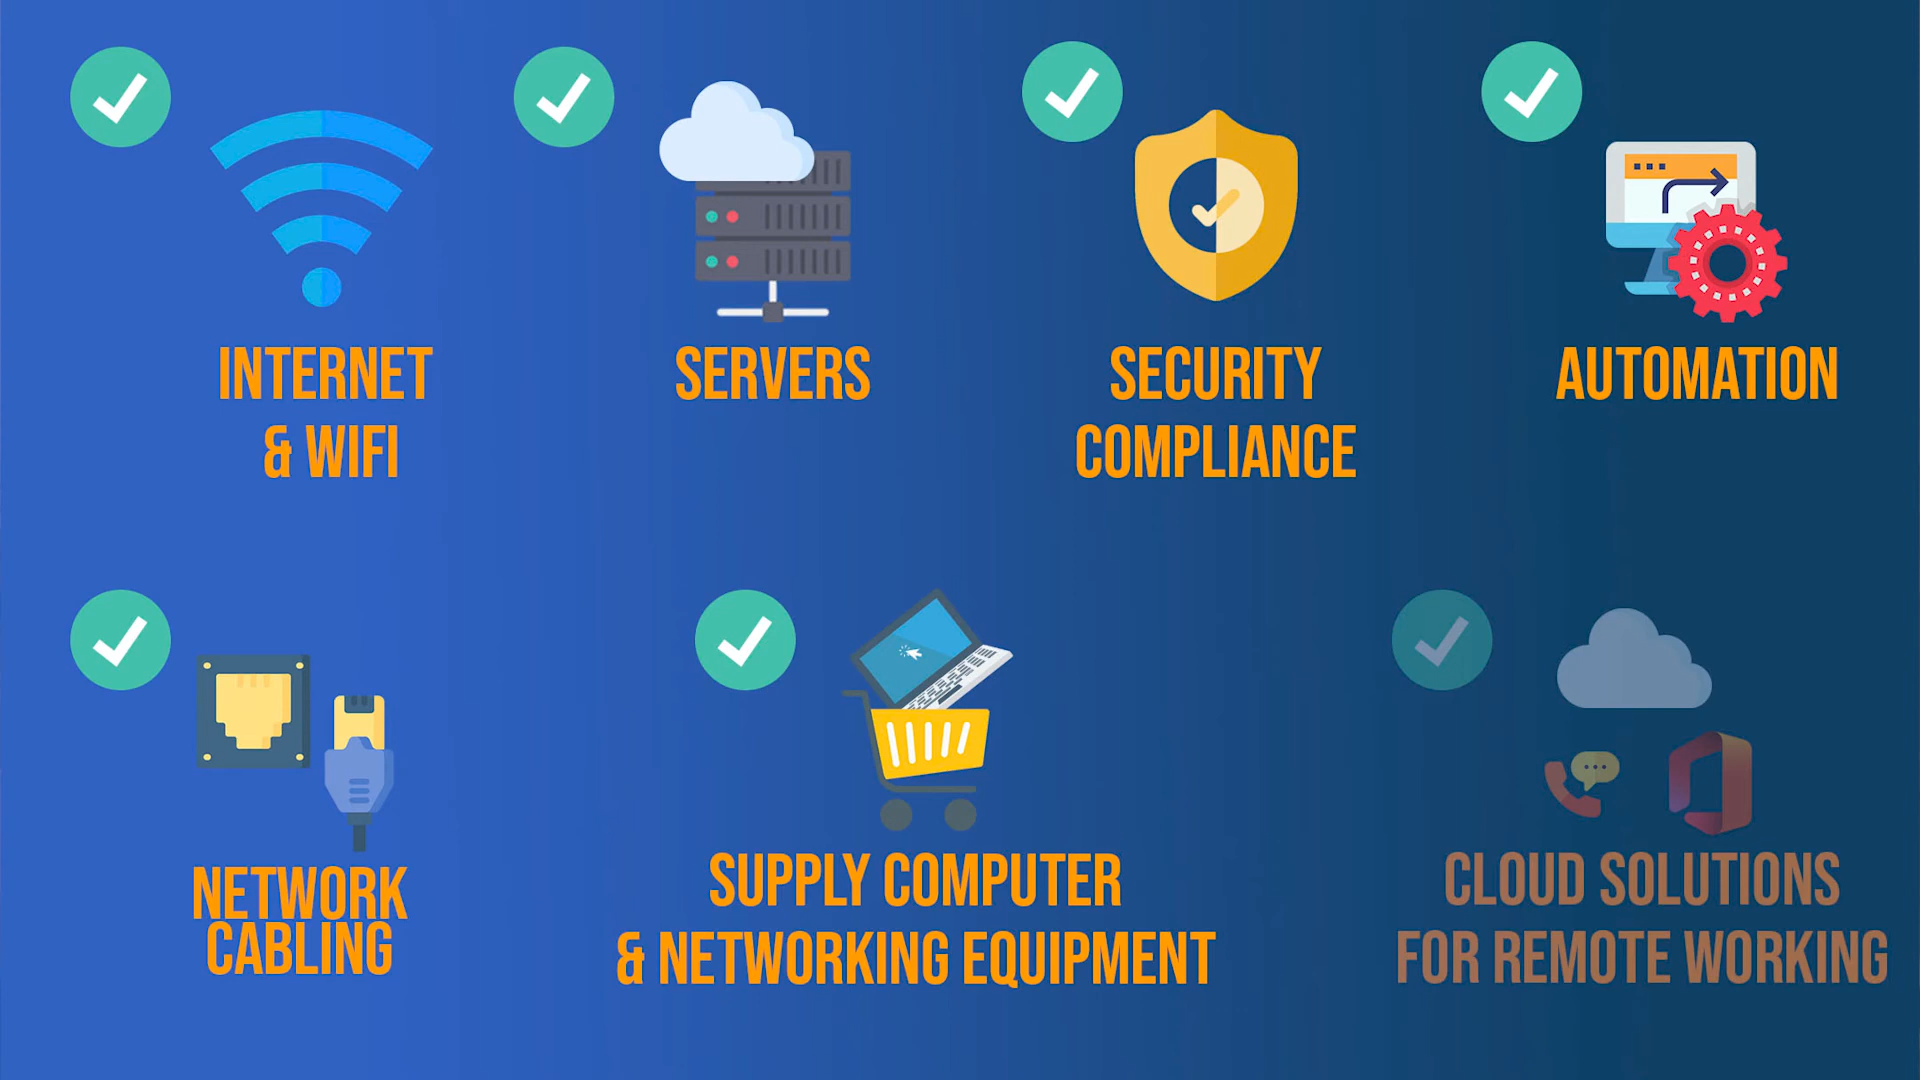 INTERNET
& WIFI
SERVERS
SECURITY
COMPLIANCE
AUTOMATION
NETWORK
CABLING
SUPPLY COMPUTER
& NETWORKING EQUIPMENT
CLOUD SOLUTIONS
FOR REMOTE WORKING